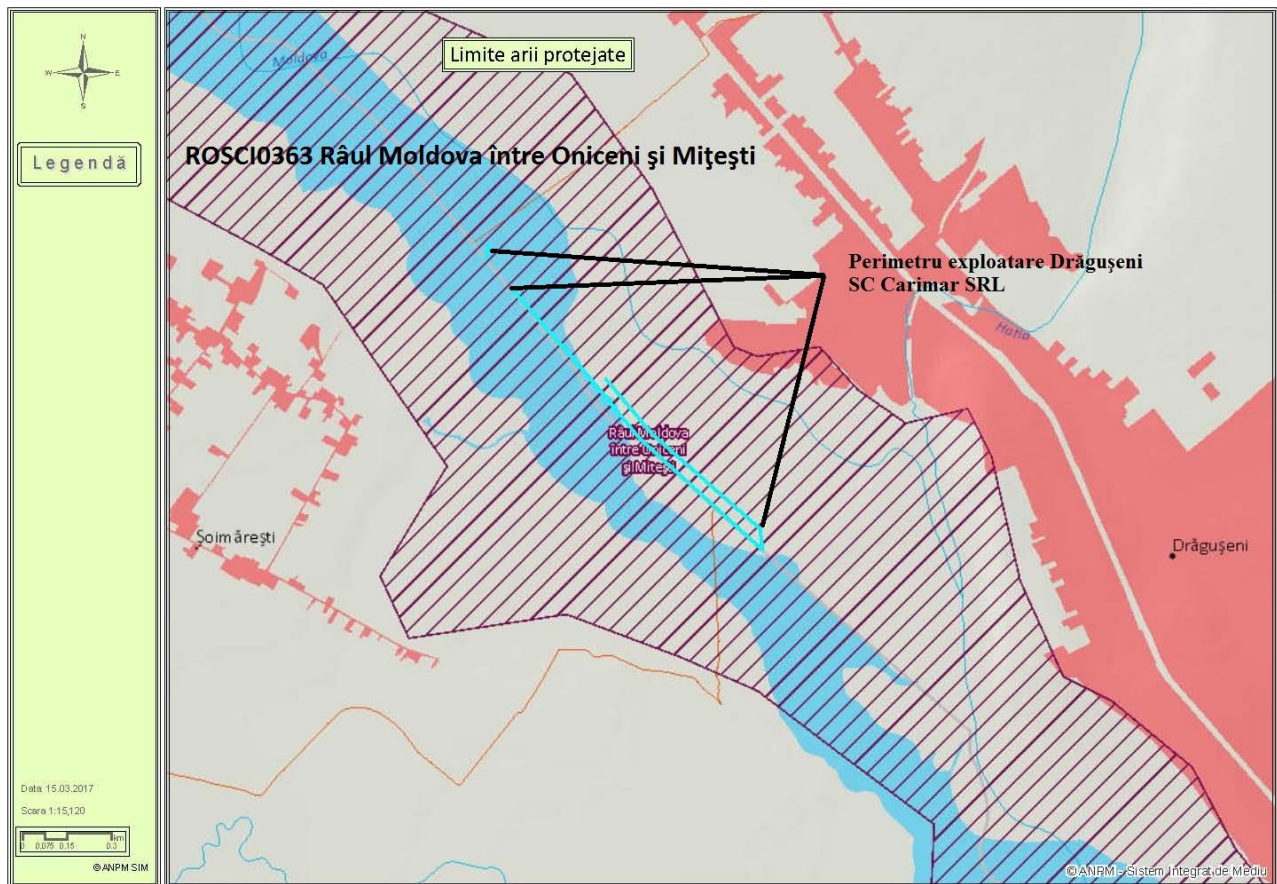 N
W
E
S
Legendă
Data: 15.03.2017
Scara 1:15,120
km
0 0.075 0.15 0.3
© ANPM SIM
Limite arii protejate
Moldova
ROSCI0363 Râul Moldova între Oniceni şi Miţeşti
Perimetru exploatare Drăguşeni
SC Carimar SRL
Râul Moldova
între Oniceni
şi Miteşti
Şoimăreşti
Drăguşeni
© ANPM - Sistem Integrat de Mediu